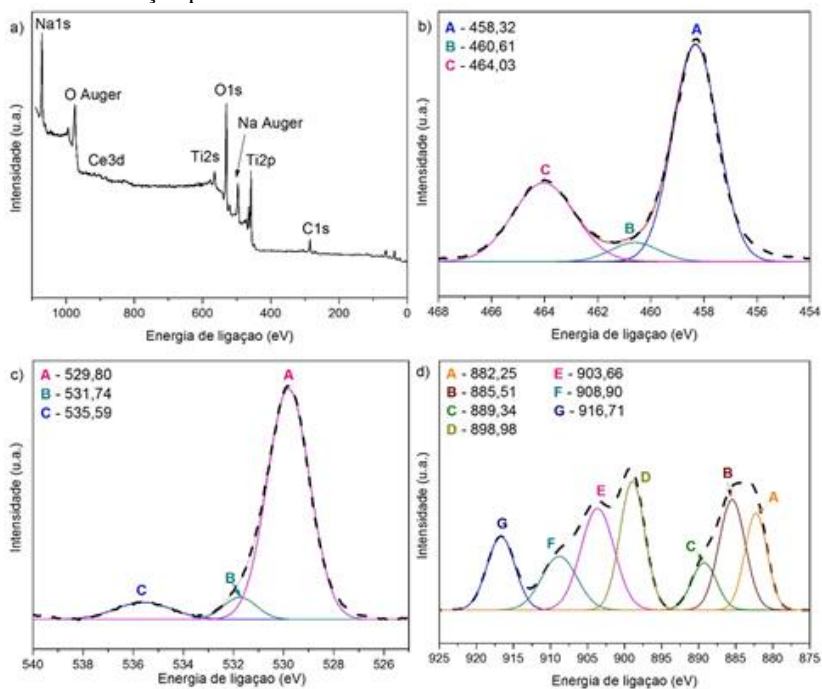 a)
Na1s
O Auger
Ce3d
Ti2s
O1s
Na Auger
Ti2p
C1s
Intensidade (u.a.)
1000 800 600 400 200 0
Energia de ligaçao (eV)
b)
A - 458,32
B - 460,61
C - 464,03
A
B
C
Intensidade (u.a.)
468 466 464 462 460 458 456 454
Energia de ligaçao (eV)
c)
A - 529,80
B - 531,74
C - 535,59
A
B
C
Intensidade (u.a.)
540 538 536 534 532 530 528 526
Energia de ligaçao (eV)
d)
A - 882,25 E - 903,66
B - 885,51 F - 908,90
C - 889,34 G - 916,71
D - 898,98
G
F
E
D
C
B
A
Intensidade (u.a.)
925 915 910 905 900 895 890 885 880 875
Energia de ligaçao (eV)